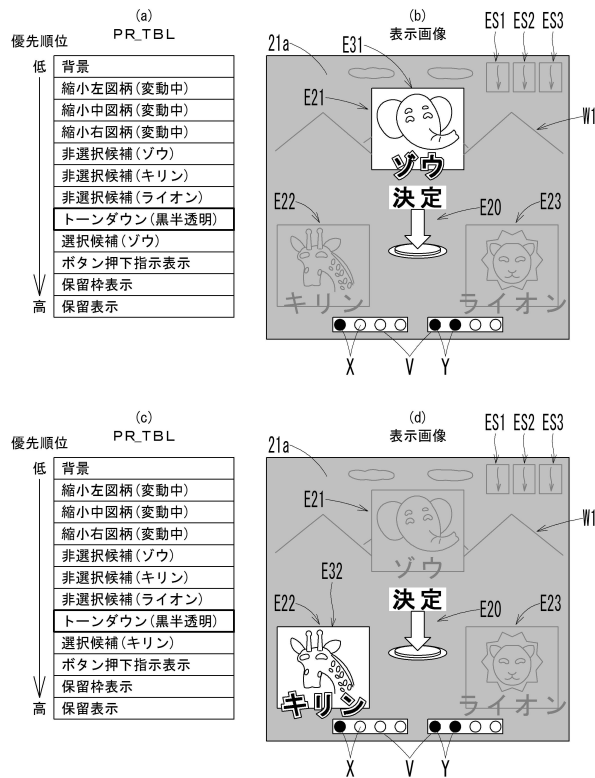 (a)
PR_TBL
優先順位
低
背景
縮小左図柄(変動中)
縮小中図柄(変動中)
縮小右図柄(変動中)
非選択候補(ゾウ)
非選択候補(キリン)
非選択候補(ライオン)
トーンダウン(黒半透明)
選択候補(ゾウ)
ボタン押下指示表示
保留枠表示
高
保留表示
(b)
表示画像
ES1 ES2 ES3
21a
E31
E21
W1
ゾウ
決定
E22
E20
E23
キリン
ライオン
X
V
Y
(c)
PR_TBL
優先順位
低
背景
縮小左図柄(変動中)
縮小中図柄(変動中)
縮小右図柄(変動中)
非選択候補(ゾウ)
非選択候補(キリン)
非選択候補(ライオン)
トーンダウン(黒半透明)
選択候補(キリン)
ボタン押下指示表示
保留枠表示
高
保留表示
(d)
表示画像
ES1 ES2 ES3
21a
E21
W1
ゾウ
E32
決定
E22
E20
E23
キリン
ライオン
X
V
Y